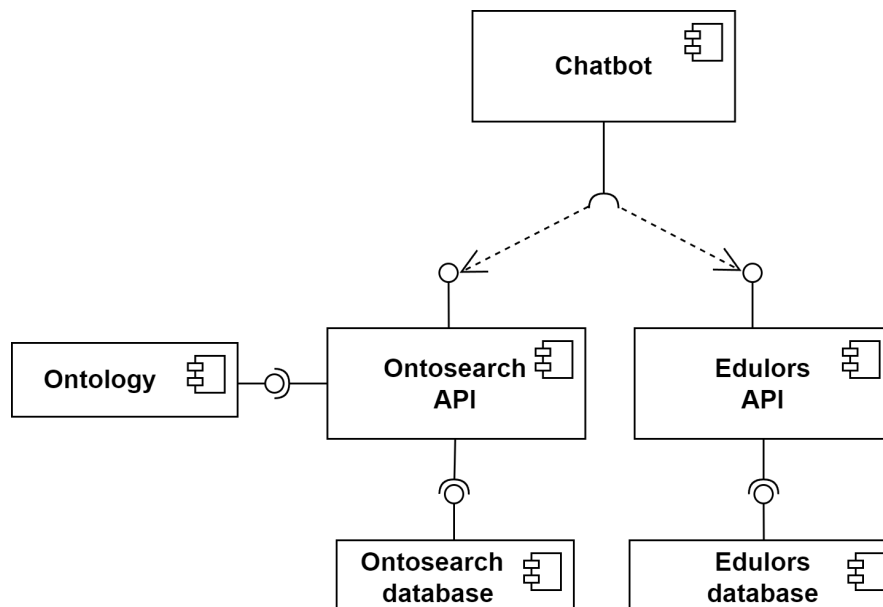 Chatbot
Ontology
Ontosearch
API
Edulors
API
Ontosearch
database
Edulors
database